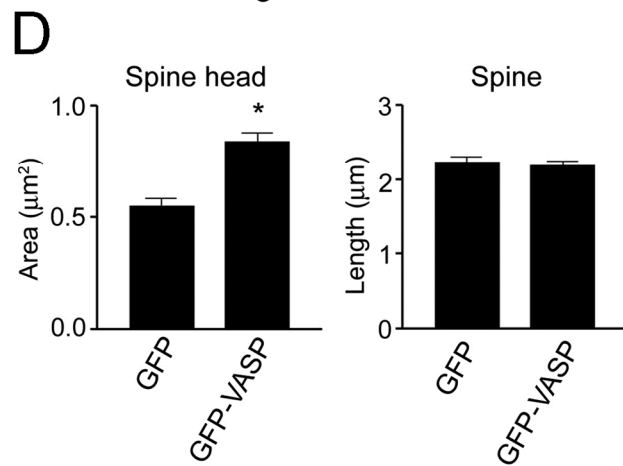 D
Spine head
Area (μm²)
1.0
0.5
0.0
*
GFP
GFP-VASP
Spine
Length (μm)
3
2
1
0
GFP
GFP-VASP